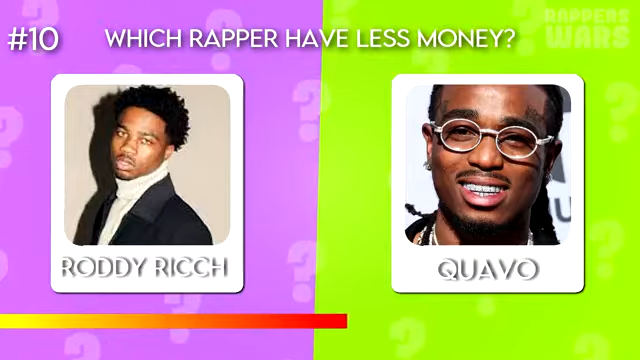 #10
WHICH RAPPER HAVE LESS MONEY?
RAPPERS
WARS
RODDY RICCH
QUAVO